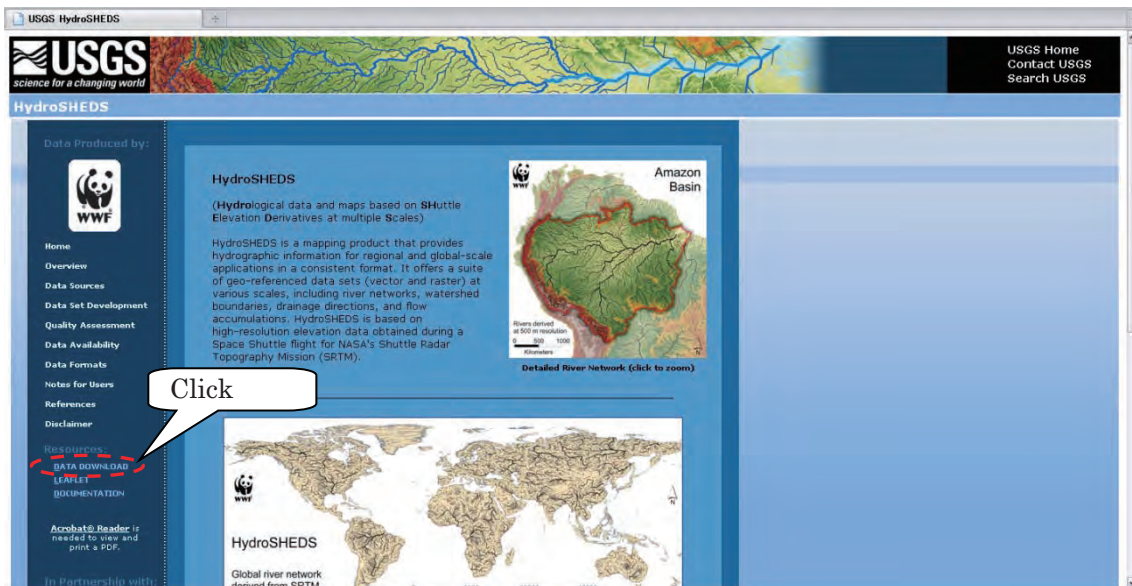 USGS HydroSHEDS
USGS
science for a changing world
USGS Home
Contact USGS
Search USGS
HydroSHEDS
Data Produced by:
WWF
Home
Overview
Data Sources
Data Set Development
Quality Assessment
Data Availability
Data Formats
Notes for Users
References
Disclaimer
Resources:
DATA DOWNLOAD
LEAFLET
DOCUMENTATION
Acrobat® Reader is
needed to view and
print a PDF.
In Partnership with:
Click
HydroSHEDS
(Hydrological data and maps based on SHuttle
Elevation Derivatives at multiple Scales)
HydroSHEDS is a mapping product that provides
hydrographic information for regional and global-scale
applications in a consistent format. It offers a suite
of geo-referenced data sets (vector and raster) at
various scales, including river networks, watershed
boundaries, drainage directions, and flow
accumulations. HydroSHEDS is based on
high-resolution elevation data obtained during a
Space Shuttle flight for NASA's Shuttle Radar
Topography Mission (SRTM).
WWF
Amazon
Basin
Rivers derived
at 500 m resolution
0 500 1000
Kilometers
N
Detailed River Network (click to zoom)
WWF
N
HydroSHEDS
Global river network
derived from SRTM